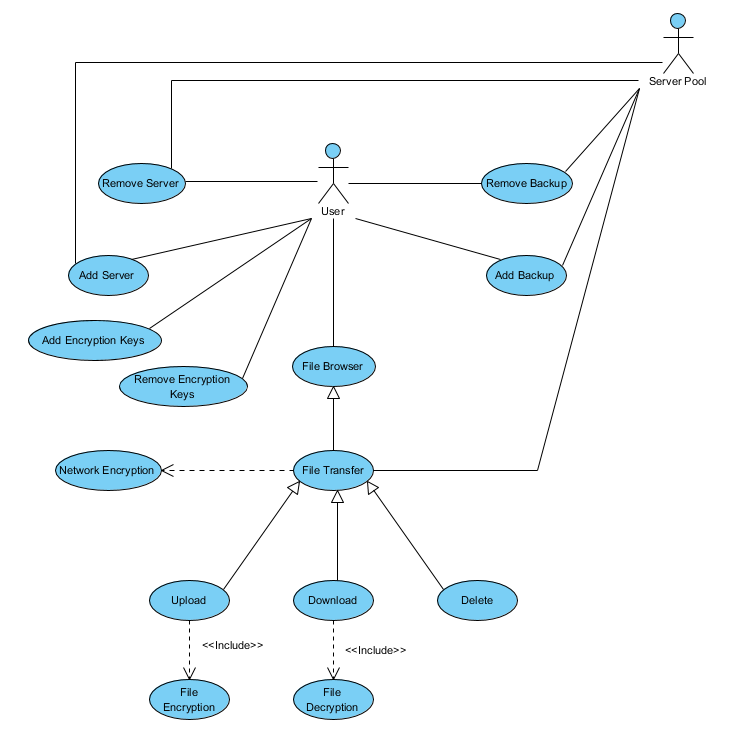 Server Pool
Remove Server
User
Remove Backup
Add Server
Add Backup
Add Encryption Keys
File Browser
Remove Encryption
Keys
Network Encryption
File Transfer
Upload
Download
Delete
<<Include>>
<<Include>>
File
Encryption
File
Decryption